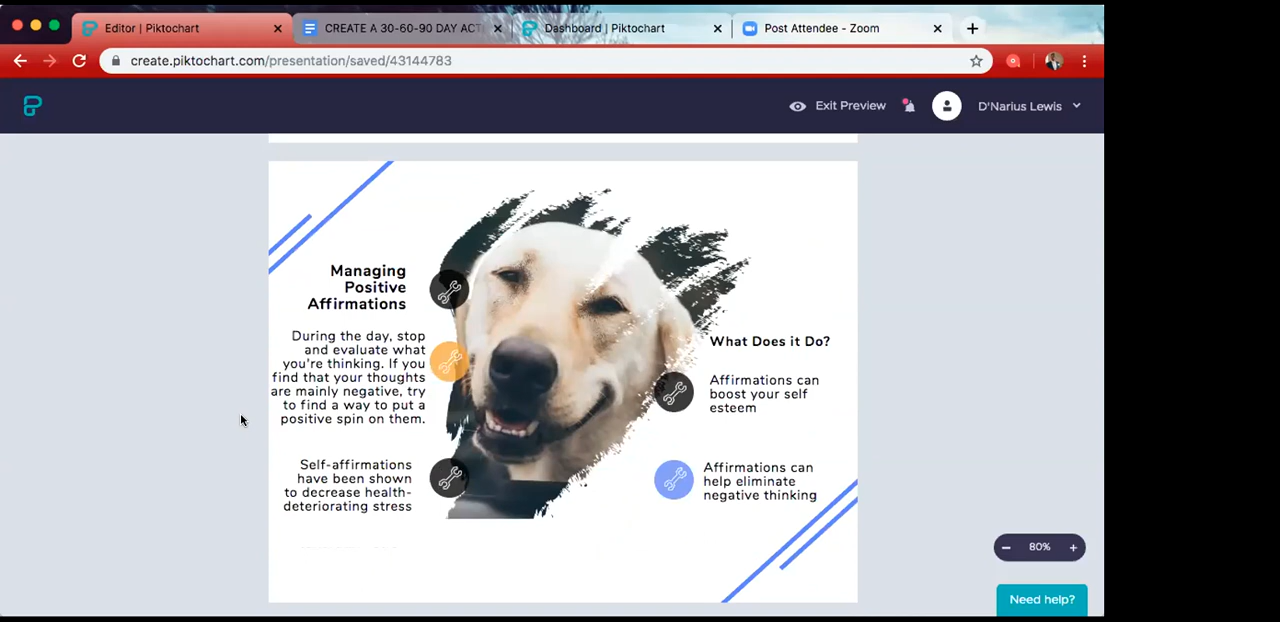 Editor | Piktochart
CREATE A 30-60-90 DAY ACT
Dashboard | Piktochart
Post Attendee - Zoom
create.piktochart.com/presentation/saved/43144783
Exit Preview
D'Narius Lewis
Managing
Positive
Affirmations
During the day, stop
and evaluate what
you're thinking. If you
find that your thoughts
are mainly negative, try
to find a way to put a
positive spin on them.
Self-affirmations
have been shown
to decrease health-
deteriorating stress
What Does it Do?
Affirmations can
boost your self
esteem
Affirmations can
help eliminate
negative thinking
80%
Need help?